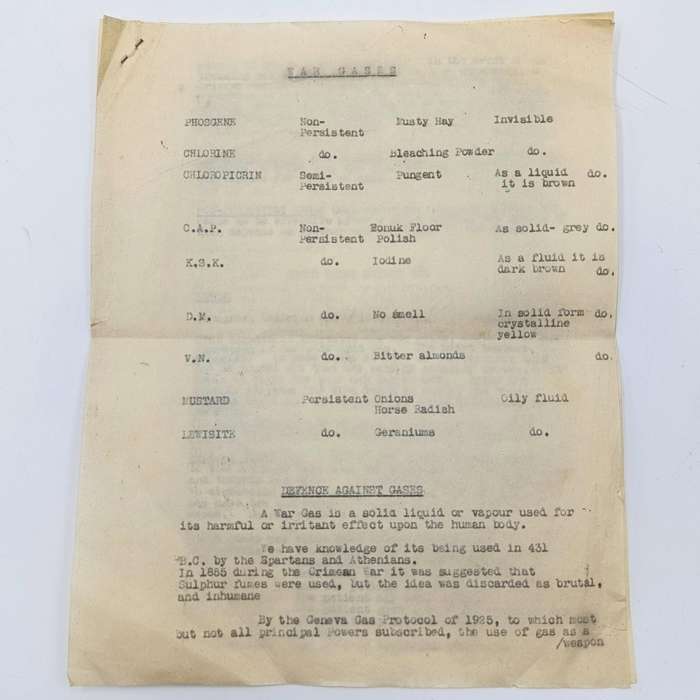 WAR GASES
PHOSGENE Non- Musty Hay Invisible
Persistent
CHLORINE do. Bleaching Powder do.
CHLOROPICRIN Semi- Pungent As a liquid do.
Persistent it is brown
C.A.P. Non- Ronuk Floor As solid- grey do.
Persistent Polish
K.S.K. do. Iodine As a fluid it is
dark brown do.
D.M. do. No smell In solid form do.
crystalline
yellow
V.N. do. Bitter almonds do.
MUSTARD Persistent Onions Oily fluid
Horse Radish
LEWISITE do. Geraniums do.
DEFENCE AGAINST GASES
A War Gas is a solid liquid or vapour used for
its harmful or irritant effect upon the human body.
We have knowledge of its being used in 431
B.C. by the Spartans and Athenians.
In 1885 during the Crimean War it was suggested that
Sulphur fumes were used, but the idea was discarded as brutal,
and inhumane
By the Geneva Gas Protocol of 1925, to which most
but not all principal Powers subscribed, the use of gas as a
/weapon